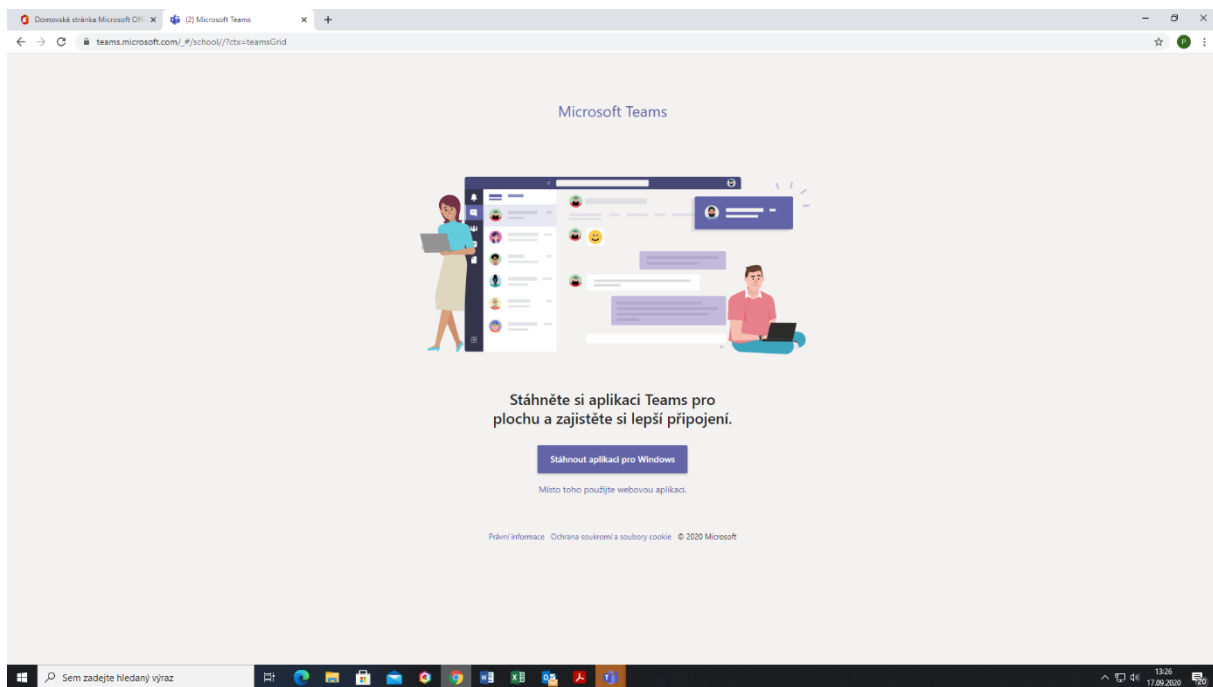 Domovská stránka Microsoft Offi
(2) Microsoft Teams
teams.microsoft.com/_#/school//?ctx=teamsGrid
P
Microsoft Teams
Stáhněte si aplikaci Teams pro
plochu a zajistěte si lepší připojení.
Stáhnout aplikaci pro Windows
Místo toho použijte webovou aplikaci.
Právní informace Ochrana soukromí a soubory cookie © 2020 Microsoft
Sem zadejte hledaný výraz
13:26
17.09.2020
20